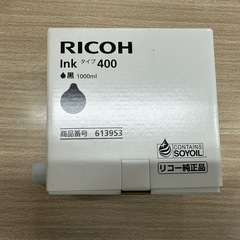 RICOH
Ink タイプ 400
黒 1000ml
商品番号 613953
CONTAINS
SOYOIL
リコー純正品